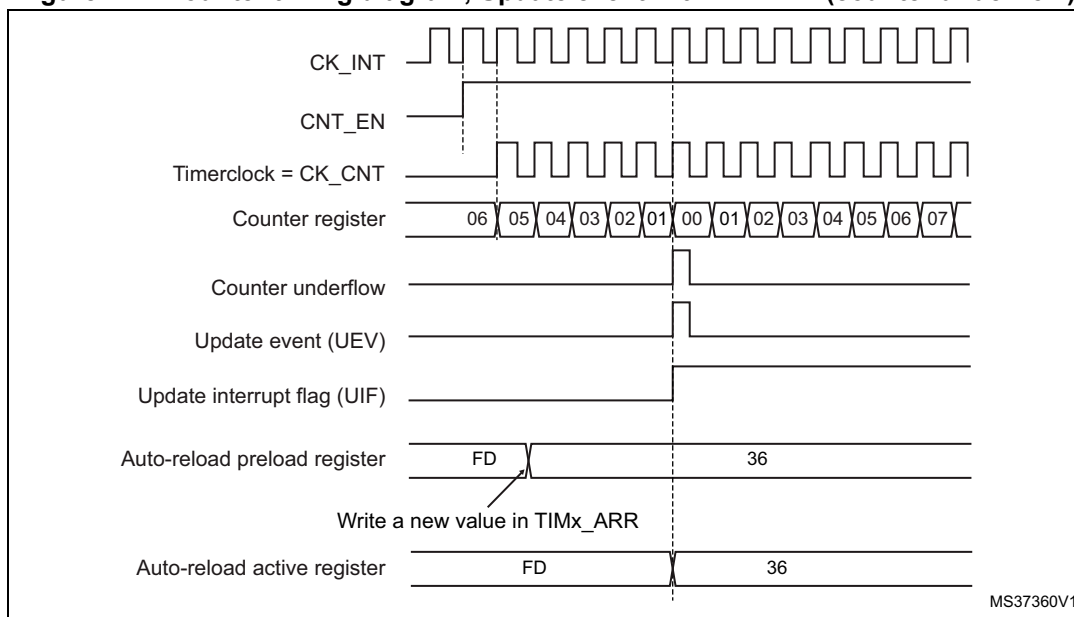 CK_INT
CNT_EN
Timerclock = CK_CNT
Counter register 06 05 04 03 02 01 00 01 02 03 04 05 06 07
Counter underflow
Update event (UEV)
Update interrupt flag (UIF)
Auto-reload preload register FD 36
Write a new value in TIMx_ARR
Auto-reload active register FD 36
MS37360V1